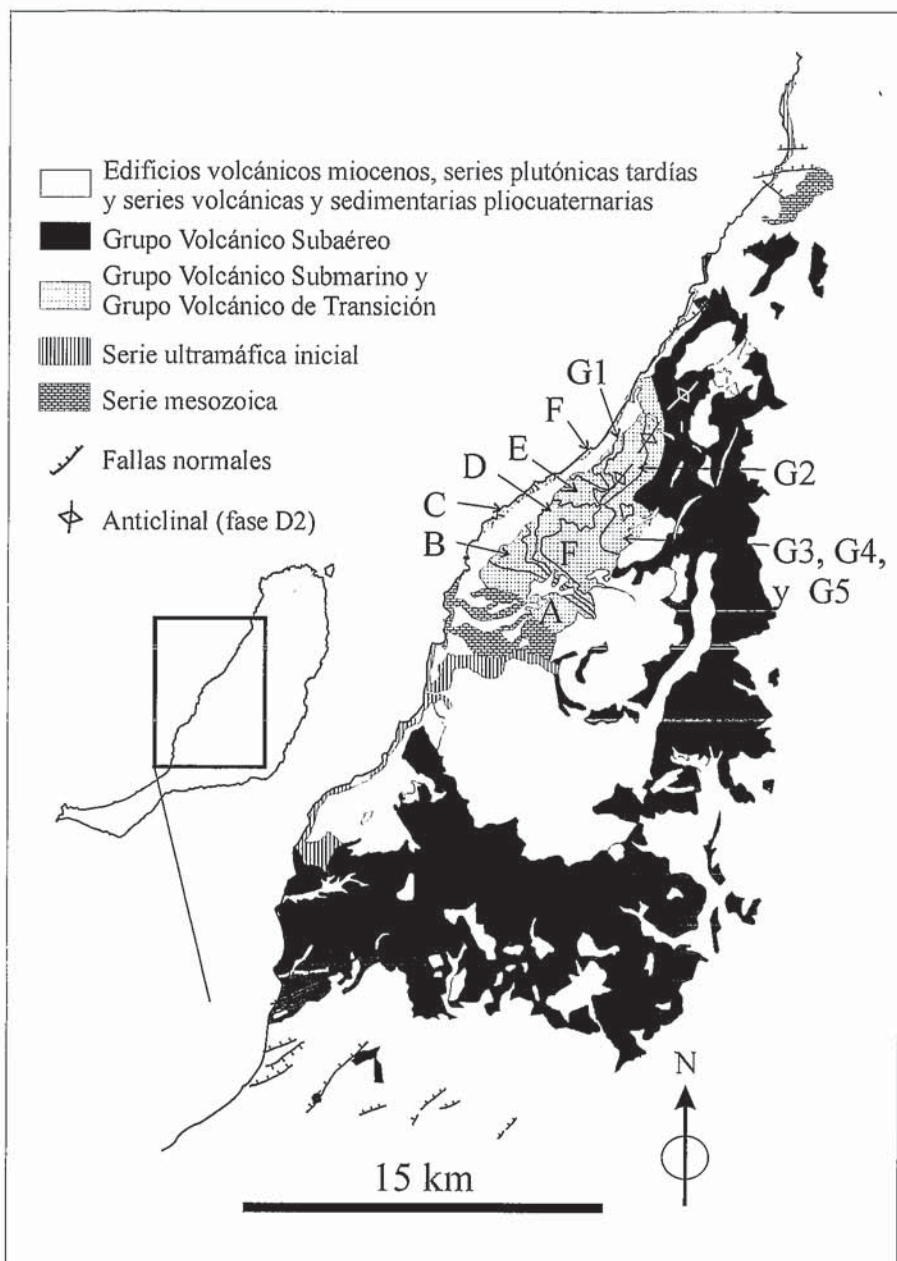 Edificios volcánicos miocenos, series plutónicas tardías
y series volcánicas y sedimentarias pliocuaternarias
Grupo Volcánico Subaéreo
Grupo Volcánico Submarino y
Grupo Volcánico de Transición
Serie ultramáfica inicial
Serie mesozoica
Fallas normales
Anticlinal (fase D2)
G1
F
E
D
C
B
G2
F
G3, G4,
y G5
A
N
15 km